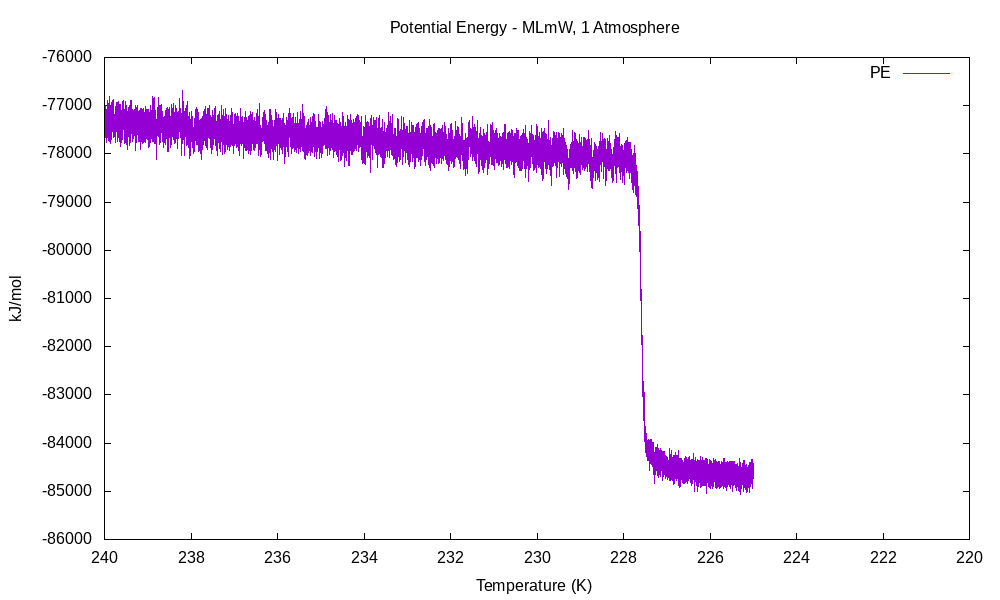 Potential Energy - MLmW, 1 Atmosphere
PE
kJ/mol
-76000
-77000
-78000
-79000
-80000
-81000
-82000
-83000
-84000
-85000
-86000
240 238 236 234 232 230 228 226 224 222 220
Temperature (K)